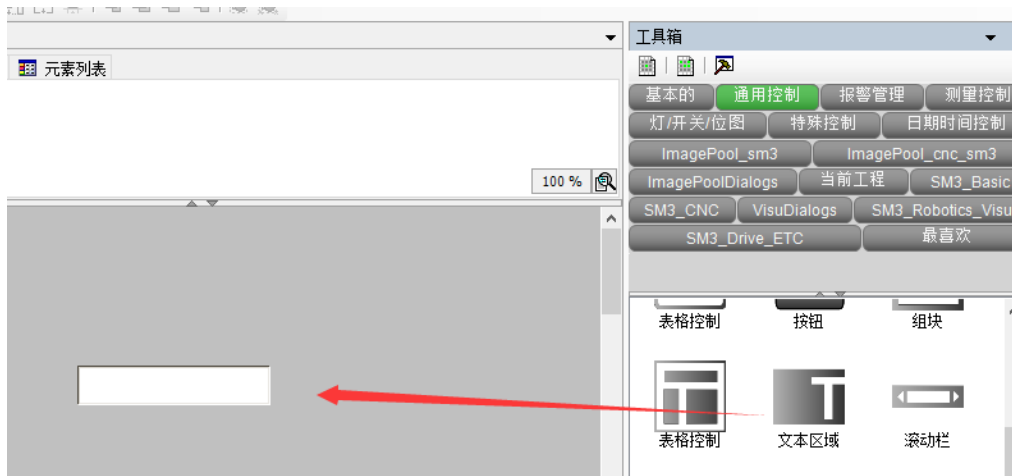 工具箱
元素列表
基本的 通用控制 报警管理 测量控制
灯/开关/位图 特殊控制 日期时间控制
ImagePool_sm3 ImagePool_cnc_sm3
100 % ImagePoolDialogs 当前工程 SM3_Basic
SM3_CNC VisuDialogs SM3_Robotics_Visu
SM3_Drive_ETC 最喜欢
表格控制 按钮 组块
表格控制 文本区域 滚动栏